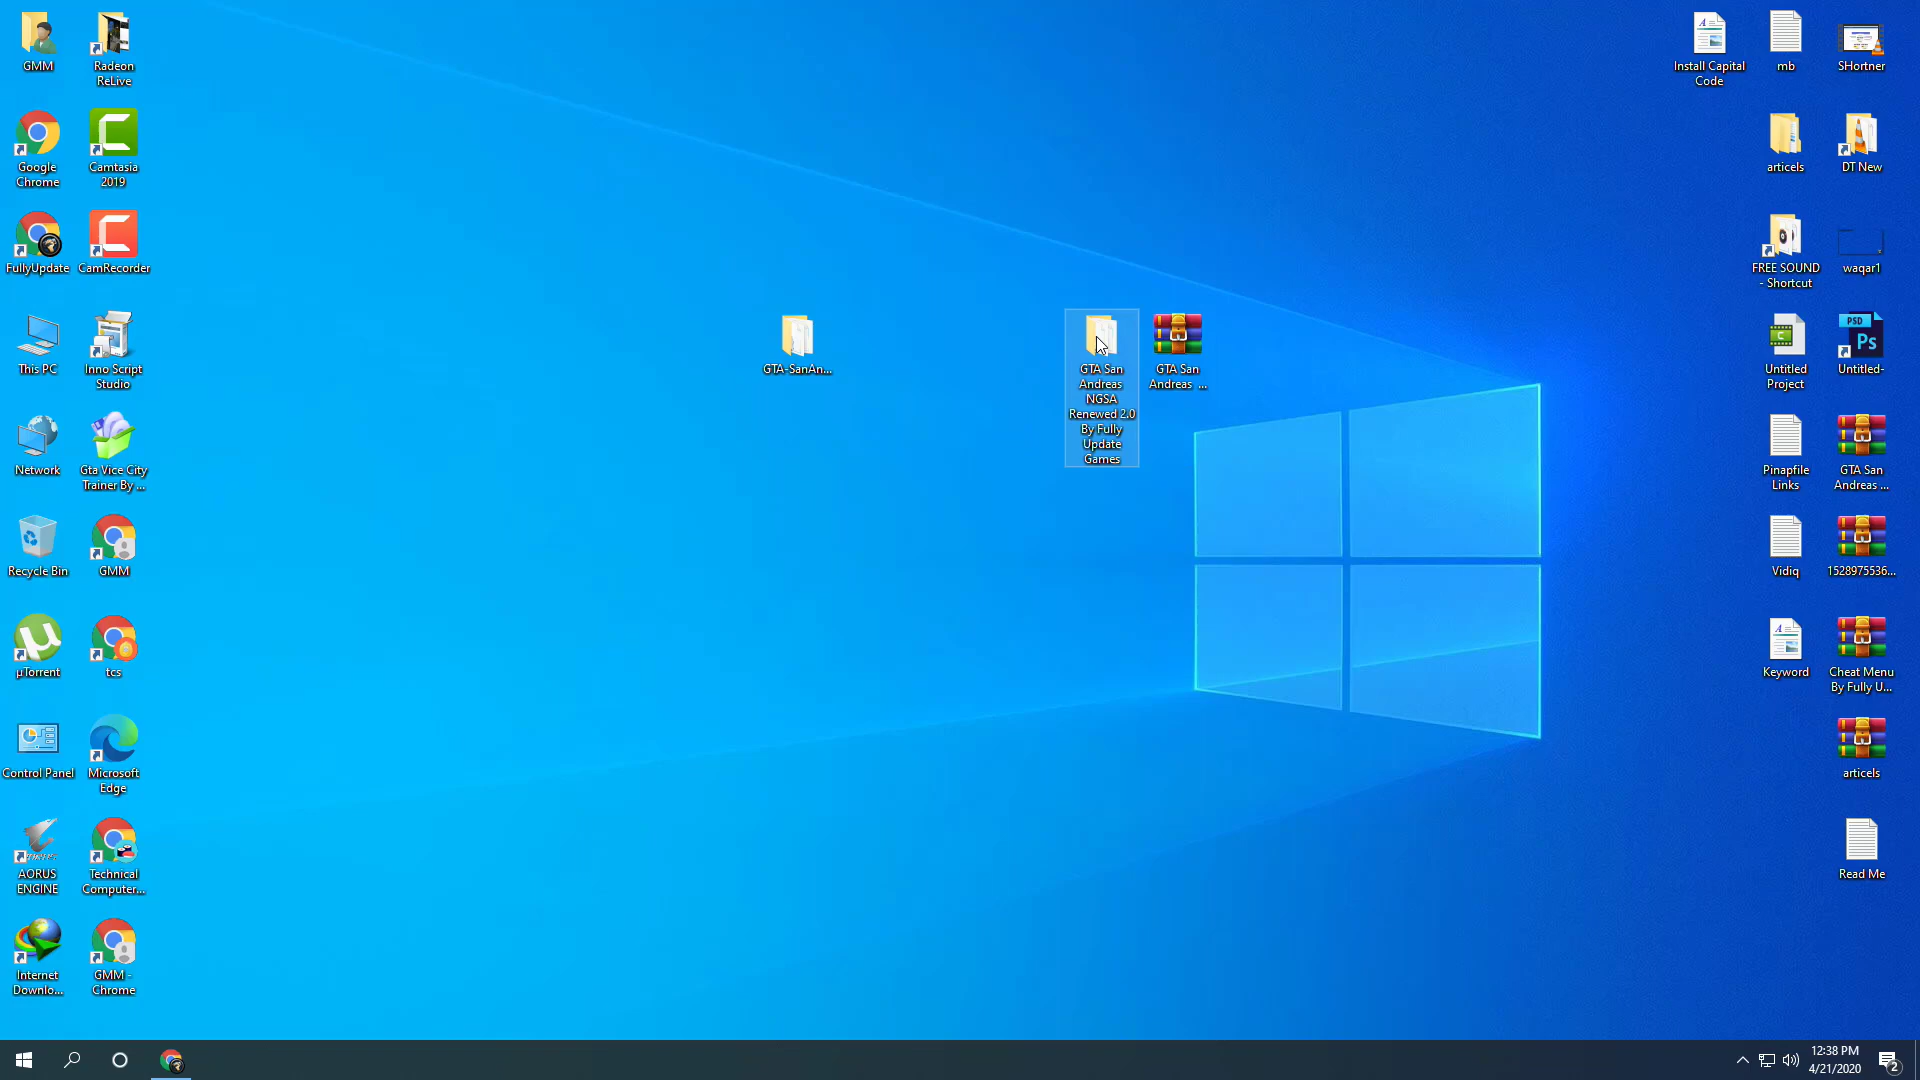 GMM
Radeon
ReLive
Google
Chrome
Camtasia
2019
FullyUpdate
CamRecorder
This PC
Inno Script
Studio
Network
Gta Vice City
Trainer By ...
Recycle Bin
GMM
µTorrent
tcs
Control Panel
Microsoft
Edge
AORUS
ENGINE
Technical
Computer...
Internet
Downlo...
GMM -
Chrome
GTA-SanAn...
GTA San
Andreas
NGSA
Renewed 2.0
By Fully
Update
Games
GTA San
Andreas _...
Install Capital
Code
mb
SHortner
articels
DT New
FREE SOUND
- Shortcut
waqar1
Untitled
Project
PSD
Ps
Untitled-
Pinapfile
Links
GTA San
Andreas ...
Vidiq
1528975536...
Keyword
Cheat Menu
By Fully U...
articels
Read Me
12:38 PM
4/21/2020
2